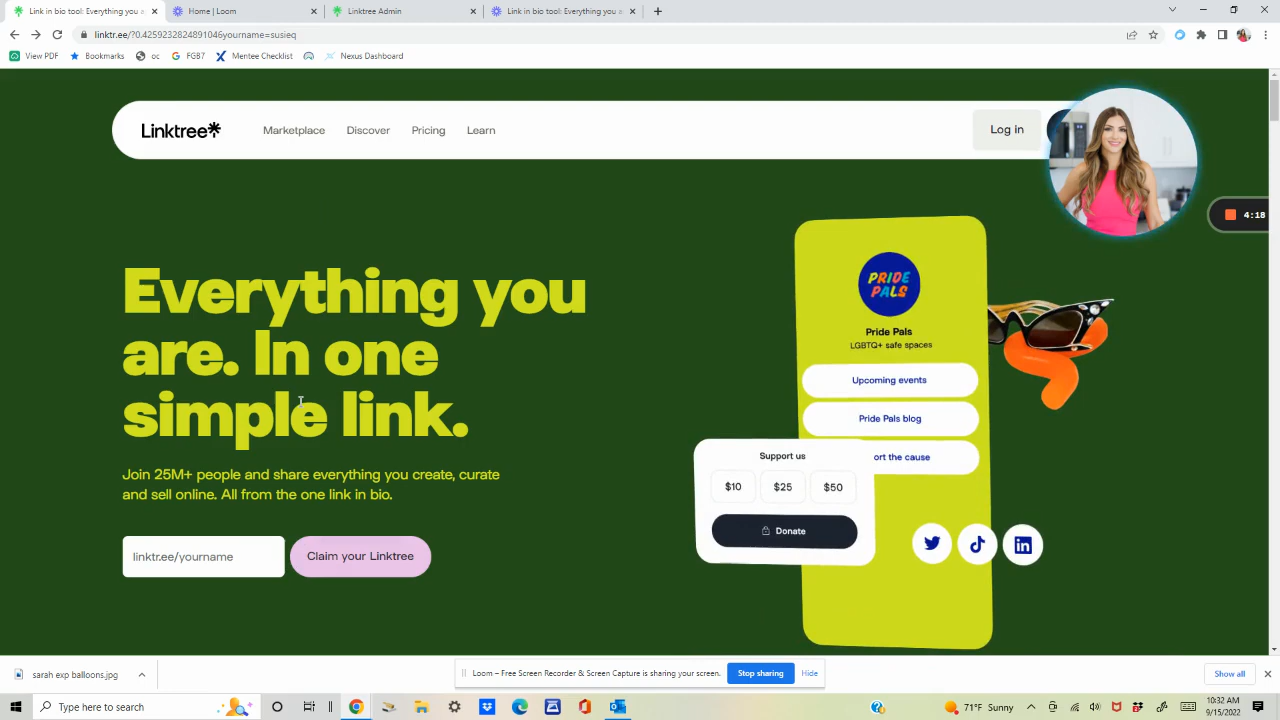 Link in bio tool: Everything you a
Home | Loom
Linktree Admin
Link in bio tool: Everything you a
linktr.ee/?0.4259232824891046yourname=susieq
View PDF
Bookmarks
cc
FGB7
Mentee Checklist
Nexus Dashboard
Linktree*
Marketplace
Discover
Pricing
Learn
Log in
4:18
Everything you
are. In one
simple link.
Join 25M+ people and share everything you create, curate
and sell online. All from the one link in bio.
linktr.ee/yourname
Claim your Linktree
PRIDE
PALS
Pride Pals
LGBTQ+ safe spaces
Upcoming events
Pride Pals blog
ort the cause
Support us
$10
$25
$50
Donate
sarah exp balloons.jpg
Loom – Free Screen Recorder & Screen Capture is sharing your screen.
Stop sharing
Hide
Show all
Type here to search
71°F Sunny
10:32 AM
9/15/2022